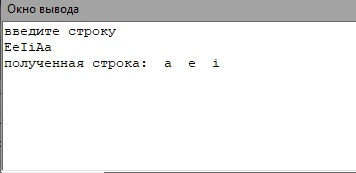 Окно вывода
введите строку
EeIiAa
полученная строка:  a  e  i